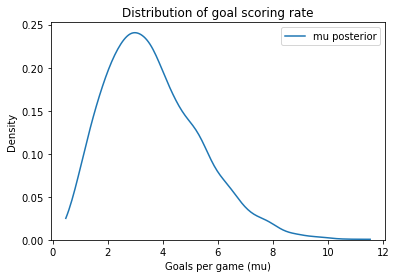 Distribution of goal scoring rate
mu posterior
Density
0.25
0.20
0.15
0.10
0.05
0.00
0 2 4 6 8 10 12
Goals per game (mu)